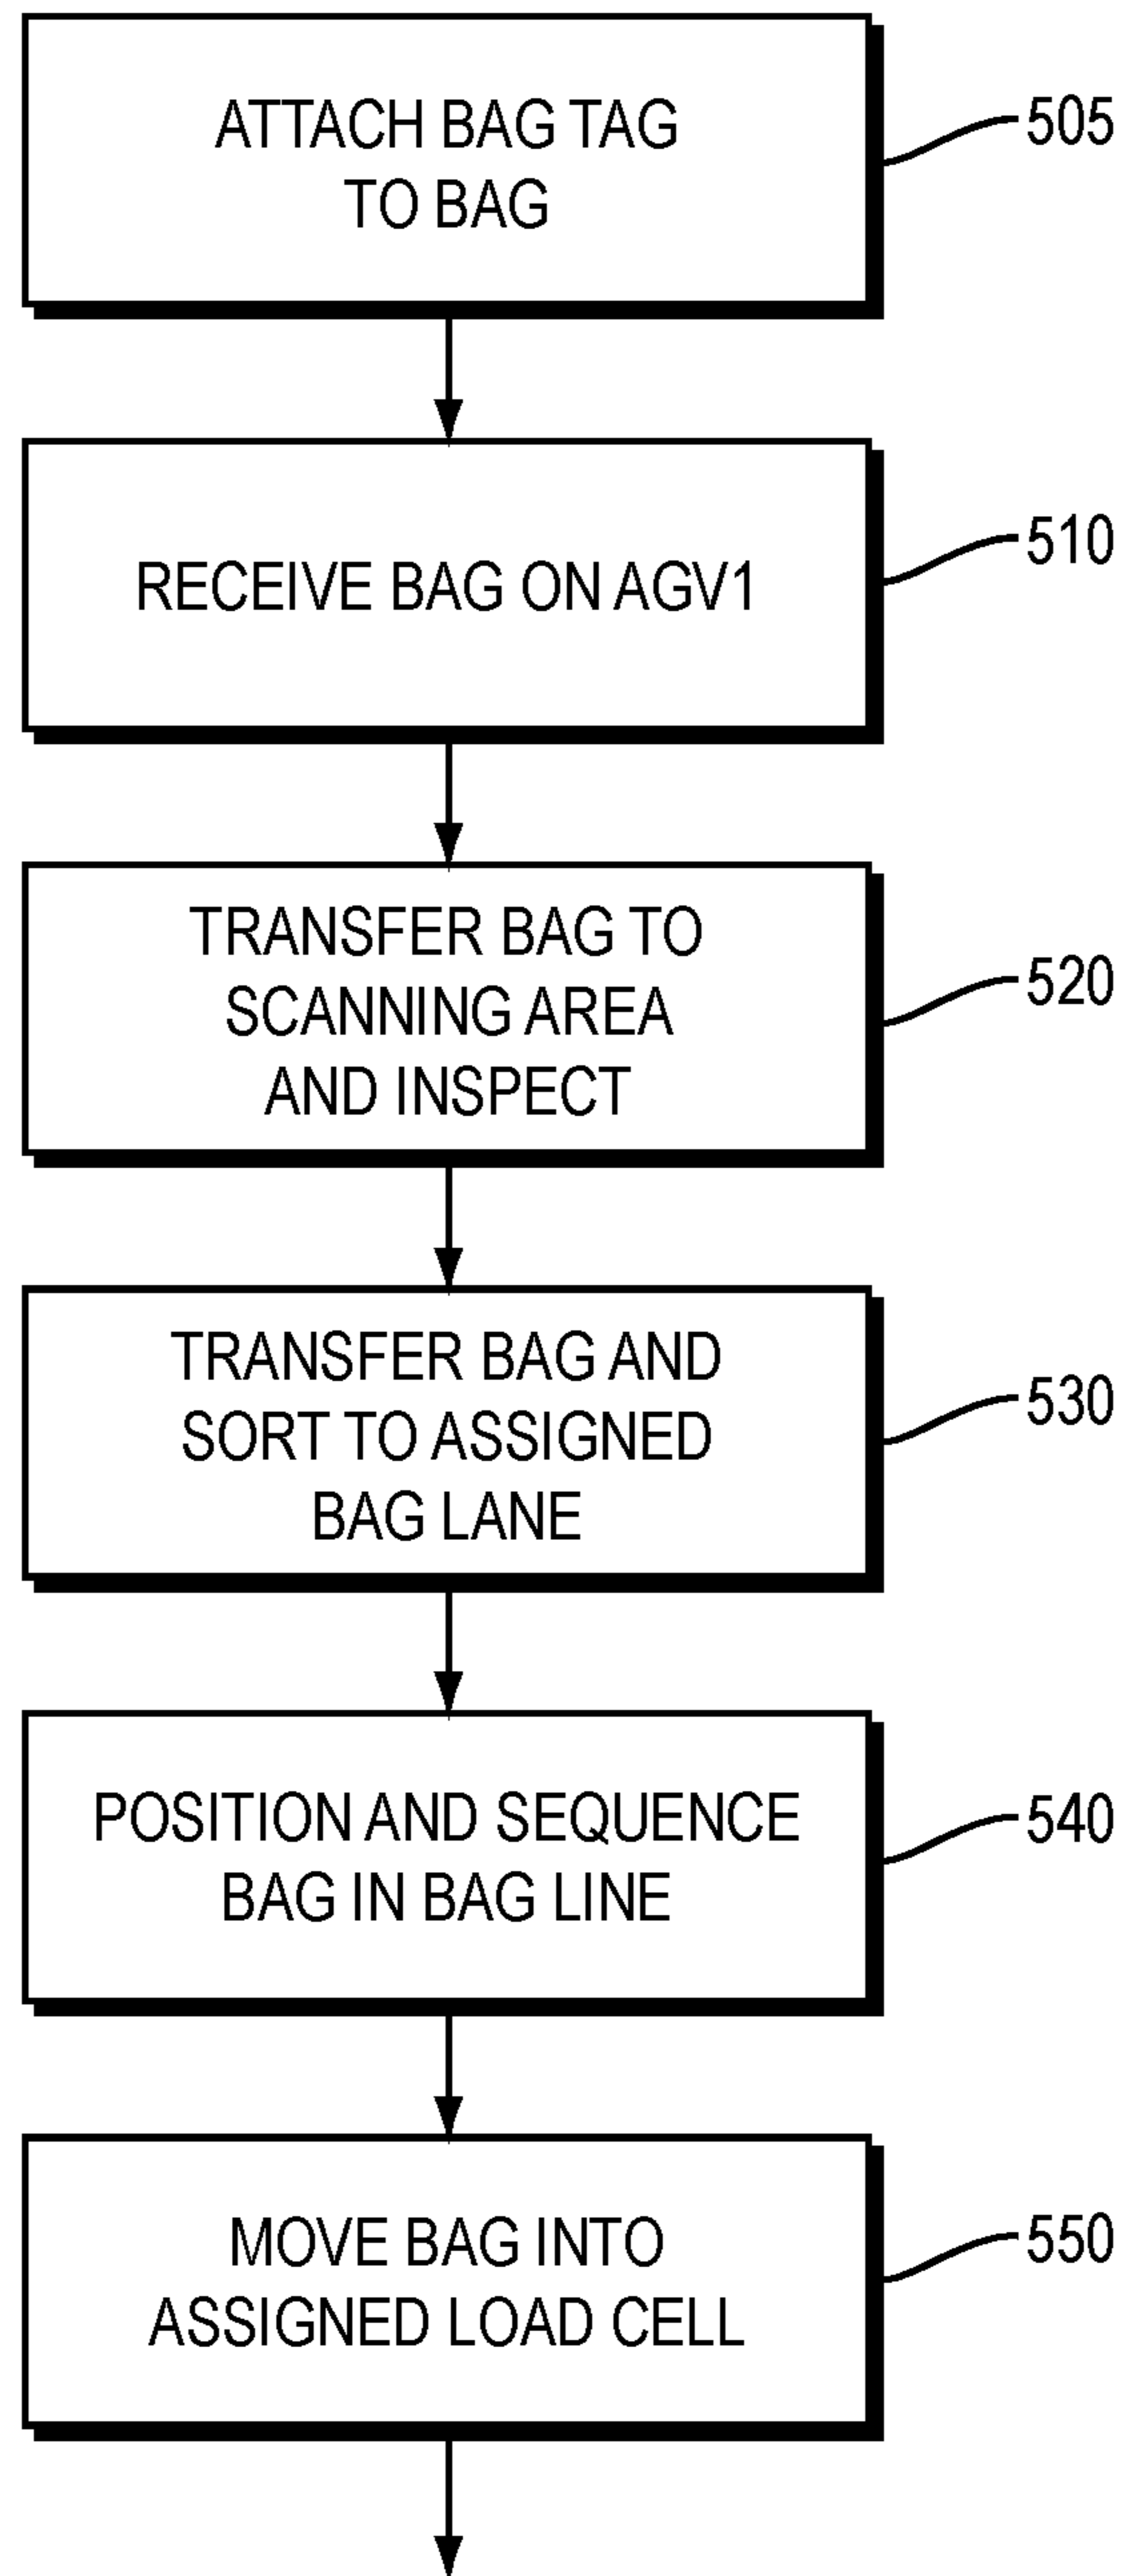 ATTACH BAG TAG
TO BAG
505
RECEIVE BAG ON AGV1
510
TRANSFER BAG TO
SCANNING AREA
AND INSPECT
520
TRANSFER BAG AND
SORT TO ASSIGNED
BAG LANE
530
POSITION AND SEQUENCE
BAG IN BAG LINE
540
MOVE BAG INTO
ASSIGNED LOAD CELL
550